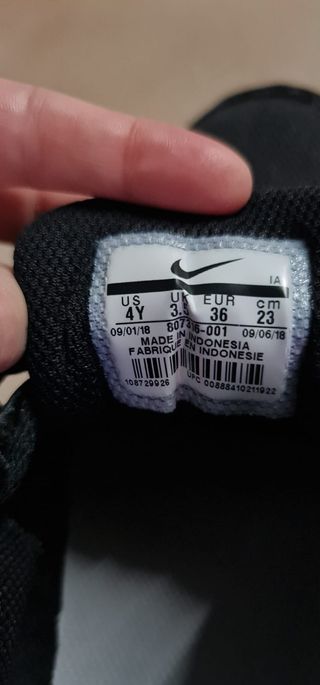 IA
US UK EUR cm
4Y 3.5 36 23
09/01/18 807316-001 09/06/18
MADE IN INDONESIA
FABRIQUE EN INDONESIE
108729926 UPC 00888410211922